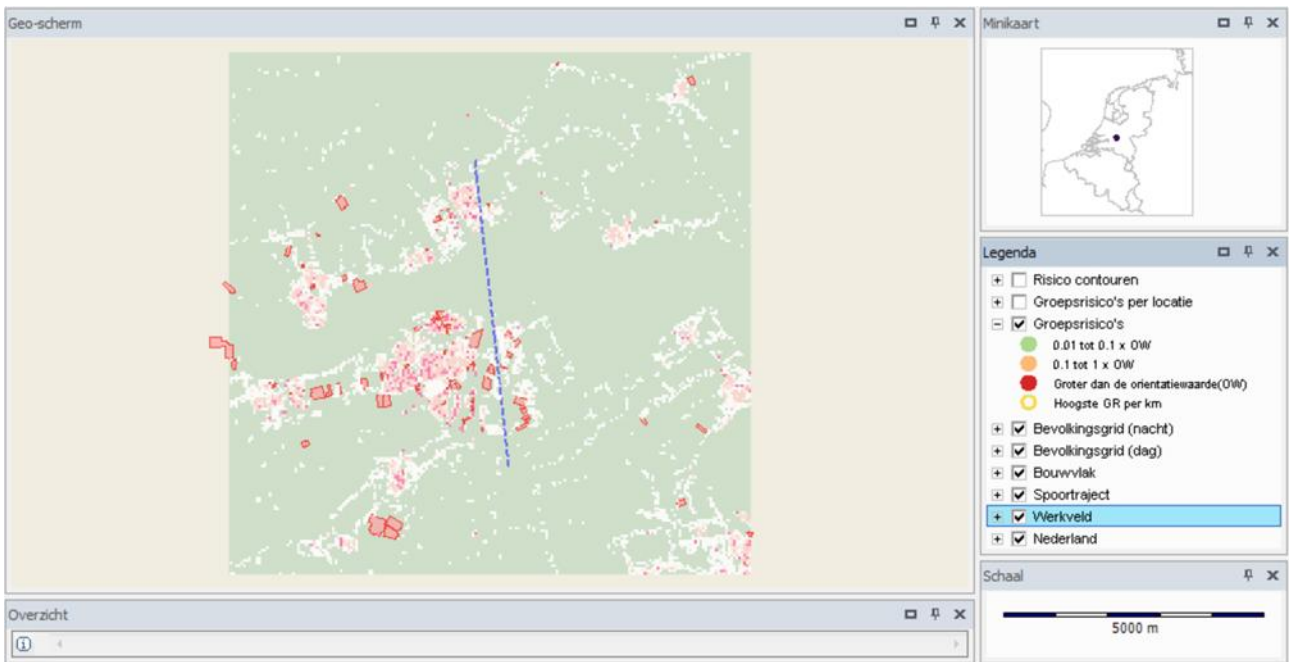 Geo-scherm
Minikaart
Legenda
Risico contouren
Groepsrisico's per locatie
Groepsrisico's
0.01 tot 0.1 x OW
0.1 tot 1 x OW
Groter dan de orientatiewaarde(OW)
Hoogste GR per km
Bevolkingsgrid (nacht)
Bevolkingsgrid (dag)
Bouwvlak
Spoortraject
Werkveld
Nederland
Schaal
5000 m
Overzicht